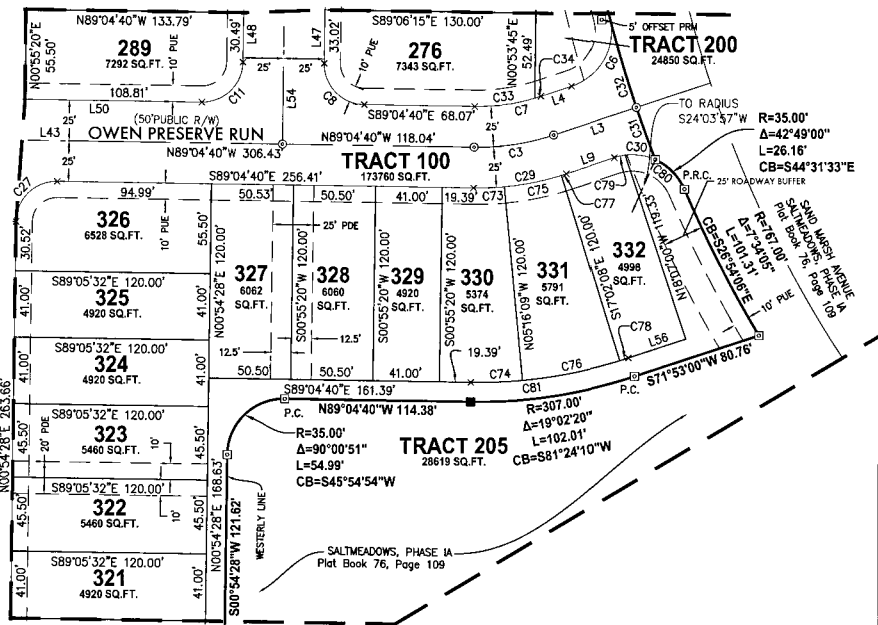 N89°04'40"W 133.79'
30.49'
L48
L47
33.02'
S89°06'15"E 130.00'
5' OFFSET PRM
N00°55'20"E
55.50'
289
7292 SQ.FT.
10' PUE
25'
25'
10' PUE
276
7343 SQ.FT.
N00°53'45"E
52.49'
C34
TRACT 200
24850 SQ.FT.
C6
C32
108.81'
L50
C11
L54
C8
S89°04'40"E 68.07'
C33
C7
L4
L43
25'
(50'PUBLIC R/W)
OWEN PRESERVE RUN
25'
C31
TO RADIUS
S24°03'57"W
R=35.00'
Δ=42°49'00"
L=26.16'
CB=S44°31'33"E
N89°04'40"W 306.43'
N89°04'40"W 118.04'
C3
L3
TRACT 100
173760 SQ.FT.
25'
25'
C30
C80
P.R.C.
25' ROADWAY BUFFER
C27
S89°04'40"E 256.41'
94.99'
50.53'
50.50'
41.00'
19.39'
C73
C29
C75
L9
C79
C77
30.52'
326
6528 SQ.FT.
10' PUE
55.50'
25' PDE
N00°54'28"E 120.00'
327
6062
SQ.FT.
S00°55'20"W 120.00'
328
6060
SQ.FT.
S00°55'20"W 120.00'
329
4920
SQ.FT.
S00°55'20"W 120.00'
330
5374
SQ.FT.
N05°16'09"W 120.00'
331
5791
SQ.FT.
S17°02'08"E 120.00'
332
4998
SQ.FT.
N18°07'00"W 119.33'
CB=S26°54'06"E
L=101.31'
Δ=7°34'05"
R=767.00'
SAND MARSH AVENUE
SALTMEADOWS, PHASE 1A
Plat Book 76, Page 109
10' PUE
S89°05'32"E 120.00'
41.00'
325
4920 SQ.FT.
41.00'
S89°05'32"E 120.00'
41.00'
324
4920 SQ.FT.
41.00'
12.5'
12.5'
19.39'
C78
L56
50.50'
50.50'
41.00'
C74
C76
S71°53'00"W 80.76'
S89°04'40"E 161.39'
C81
P.C.
N89°04'40"W 114.38'
P.C.
N00°54'28"E 263.66'
S89°05'32"E 120.00'
45.50'
20' PDE
323
5460 SQ.FT.
10'
45.50'
R=35.00'
Δ=90°00'51"
L=54.99'
CB=S45°54'54"W
TRACT 205
28619 SQ.FT.
R=307.00'
Δ=19°02'20"
L=102.01'
CB=S81°24'10"W
S89°05'32"E 120.00'
45.50'
322
5460 SQ.FT.
10'
45.50'
N00°54'28"E 168.63'
S00°54'28"W 121.62'
WESTERLY LINE
S89°05'32"E 120.00'
41.00'
321
4920 SQ.FT.
41.00'
SALTMEADOWS, PHASE 1A
Plat Book 76, Page 109